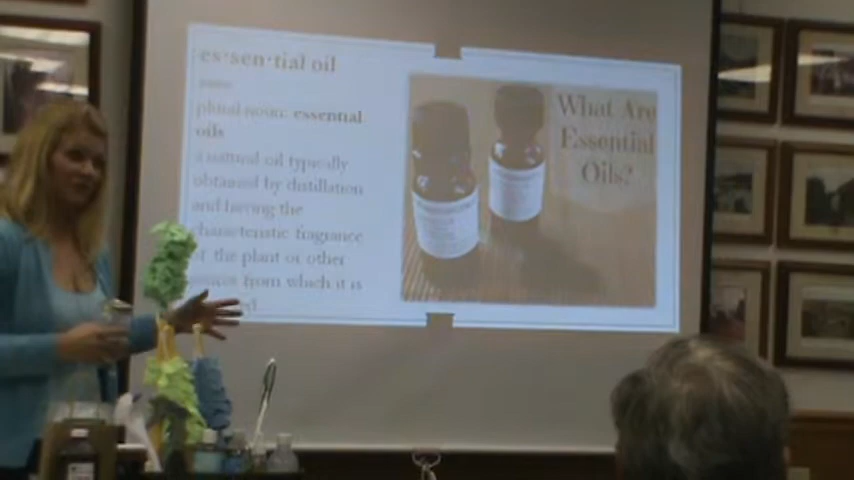 es·sen·tial oil
noun
plural noun: essential
oils
a natural oil typically
obtained by distillation
and having the
characteristic fragrance
of the plant or other
source from which it is
What Are
Essential
Oils?